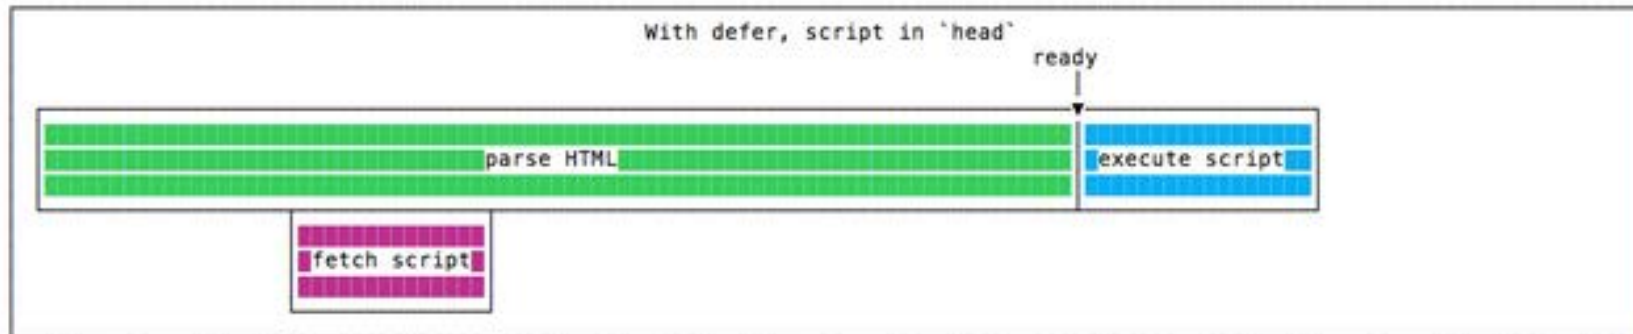 With defer, script in `head`
ready
parse HTML
execute script
fetch script